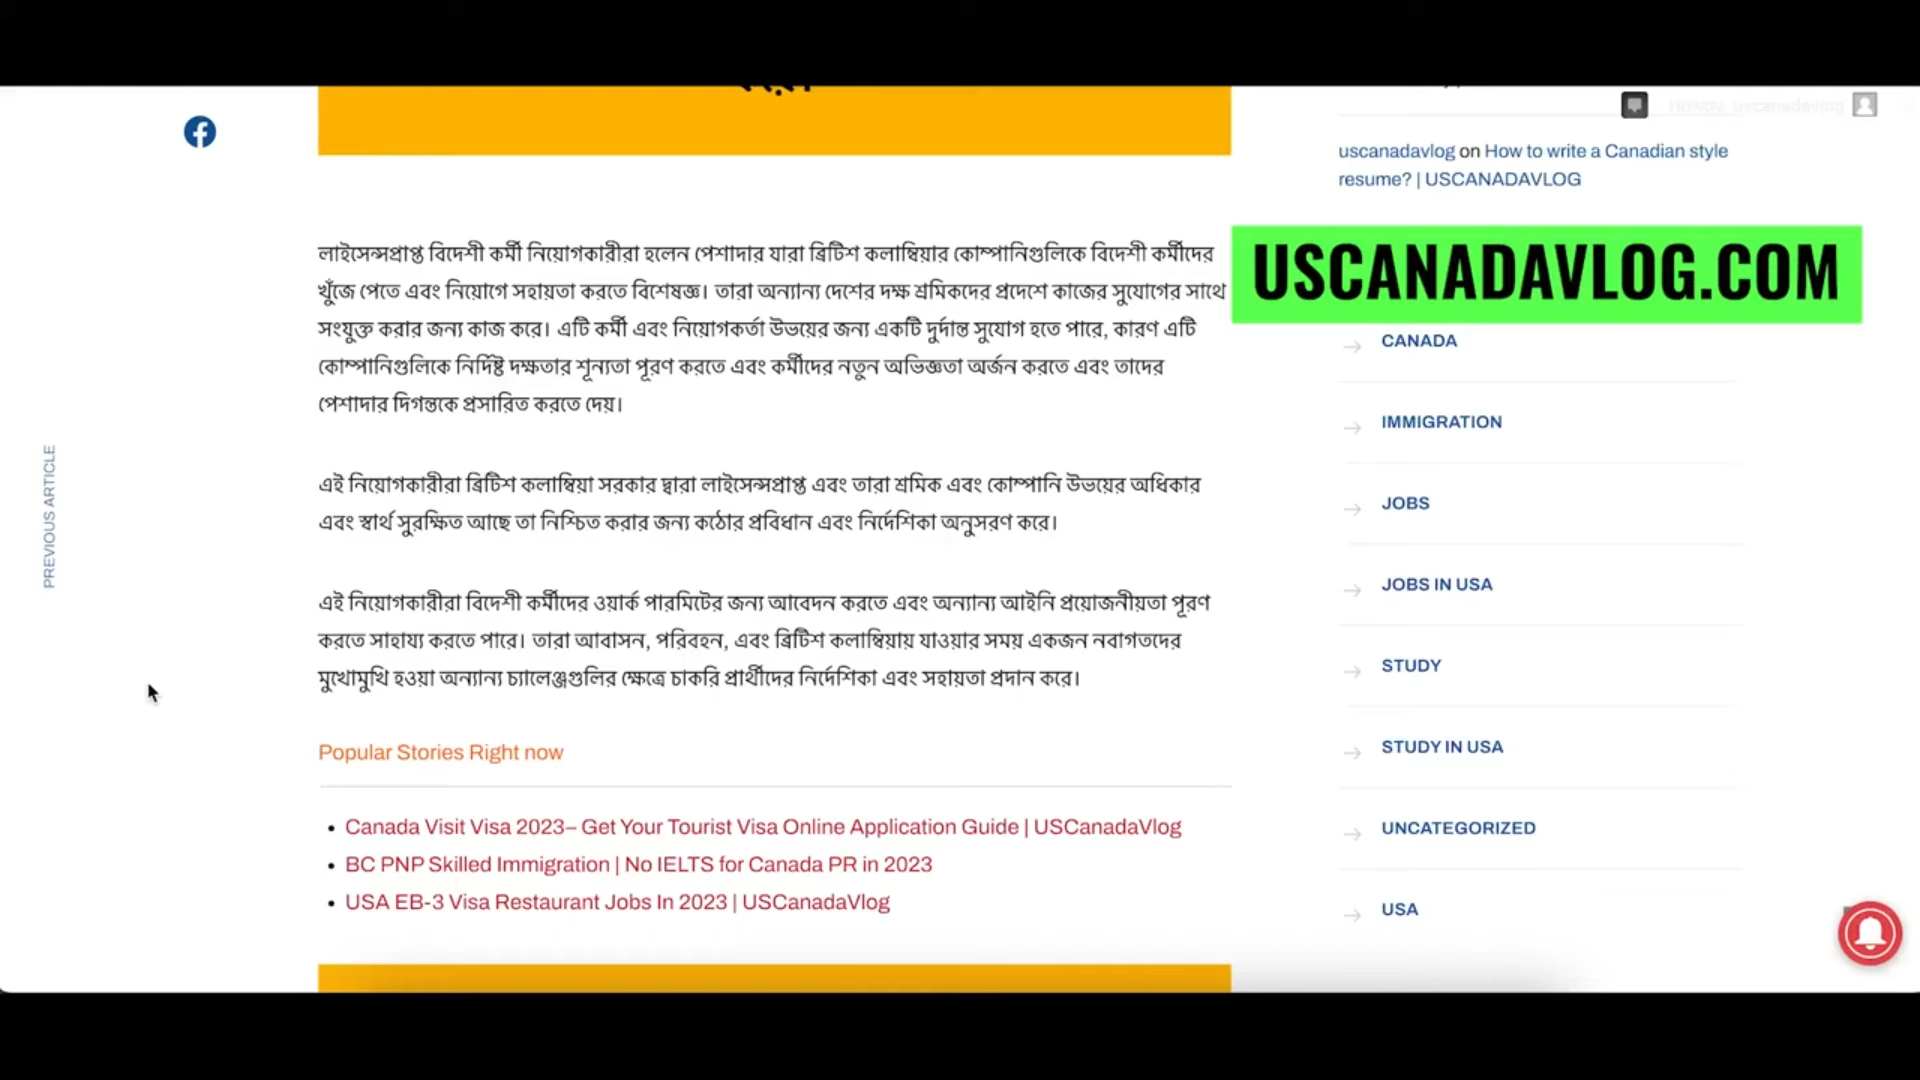 uscanadavlog on How to write a Canadian style
resume? | USCANADAVLOG
USCANADAVLOG.COM
লাইসেন্সপ্রাপ্ত বিদেশী কর্মী নিয়োগকারীরা হলেন পেশাদার যারা ব্রিটিশ কলাম্বিয়ার কোম্পানিগুলিকে বিদেশী কর্মীদের
খুঁজে পেতে এবং নিয়োগে সহায়তা করতে বিশেষজ্ঞ। তারা অন্যান্য দেশের দক্ষ শ্রমিকদের প্রদেশে কাজের সুযোগের সাথে
সংযুক্ত করার জন্য কাজ করে। এটি কর্মী এবং নিয়োগকর্তা উভয়ের জন্য একটি দুর্দান্ত সুযোগ হতে পারে, কারণ এটি
কোম্পানিগুলিকে নির্দিষ্ট দক্ষতার শূন্যতা পূরণ করতে এবং কর্মীদের নতুন অভিজ্ঞতা অর্জন করতে এবং তাদের
পেশাদার দিগন্তকে প্রসারিত করতে দেয়।
এই নিয়োগকারীরা ব্রিটিশ কলাম্বিয়া সরকার দ্বারা লাইসেন্সপ্রাপ্ত এবং তারা শ্রমিক এবং কোম্পানি উভয়ের অধিকার
এবং স্বার্থ সুরক্ষিত আছে তা নিশ্চিত করার জন্য কঠোর প্রবিধান এবং নির্দেশিকা অনুসরণ করে।
এই নিয়োগকারীরা বিদেশী কর্মীদের ওয়ার্ক পারমিটের জন্য আবেদন করতে এবং অন্যান্য আইনি প্রয়োজনীয়তা পূরণ
করতে সাহায্য করতে পারে। তারা আবাসন, পরিবহন, এবং ব্রিটিশ কলাম্বিয়ায় যাওয়ার সময় একজন নবাগতদের
মুখোমুখি হওয়া অন্যান্য চ্যালেঞ্জগুলির ক্ষেত্রে চাকরি প্রার্থীদের নির্দেশিকা এবং সহায়তা প্রদান করে।
Popular Stories Right now
• Canada Visit Visa 2023– Get Your Tourist Visa Online Application Guide | USCanadaVlog
• BC PNP Skilled Immigration | No IELTS for Canada PR in 2023
• USA EB-3 Visa Restaurant Jobs In 2023 | USCanadaVlog
PREVIOUS ARTICLE
CANADA
IMMIGRATION
JOBS
JOBS IN USA
STUDY
STUDY IN USA
UNCATEGORIZED
USA